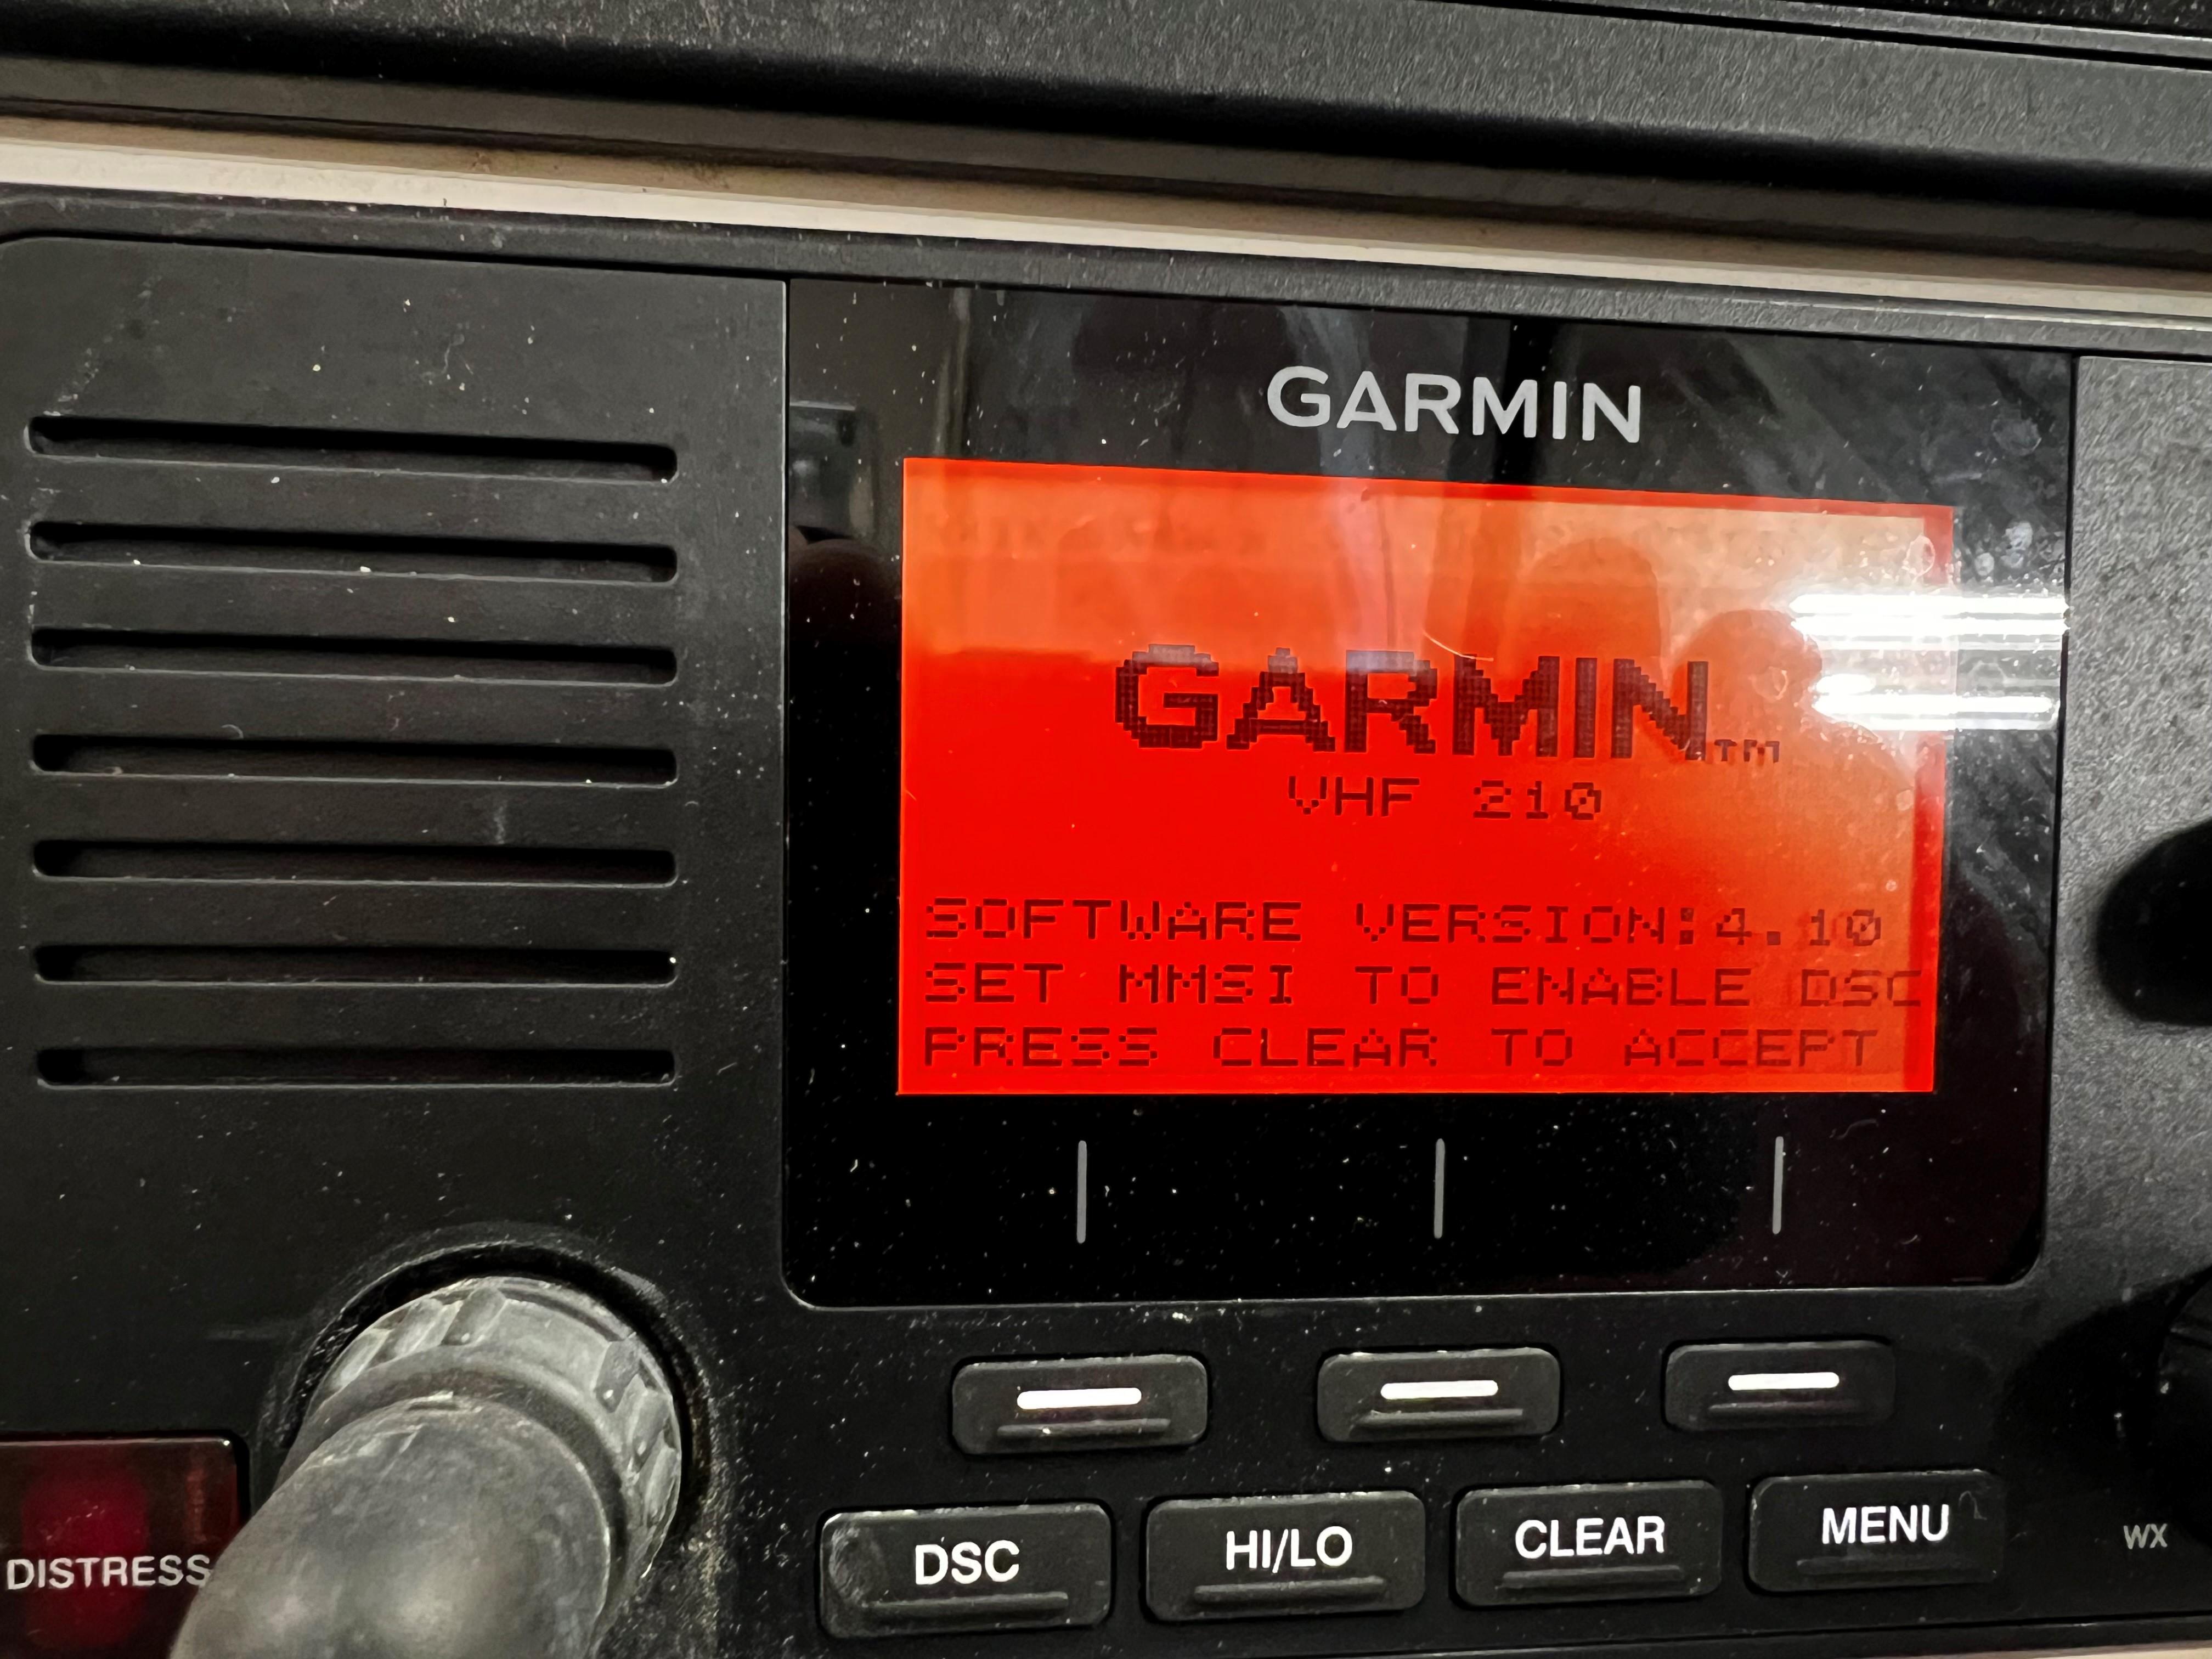 GARMIN
GARMIN™
VHF 210
SOFTWARE VERSION:4.10
SET MMSI TO ENABLE DSC
PRESS CLEAR TO ACCEPT
DISTRESS
DSC
HI/LO
CLEAR
MENU
WX